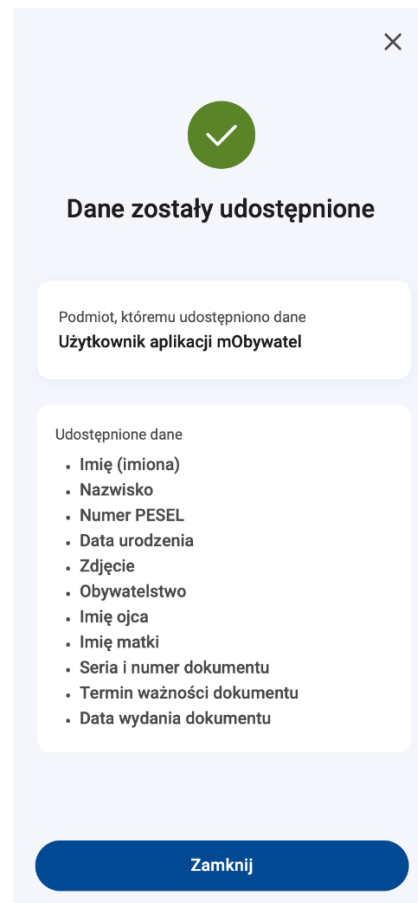 Dane zostały udostępnione
Podmiot, któremu udostępniono dane
Użytkownik aplikacji mObywatel
Udostępnione dane
• Imię (imiona)
• Nazwisko
• Numer PESEL
• Data urodzenia
• Zdjęcie
• Obywatelstwo
• Imię ojca
• Imię matki
• Seria i numer dokumentu
• Termin ważności dokumentu
• Data wydania dokumentu
Zamknij